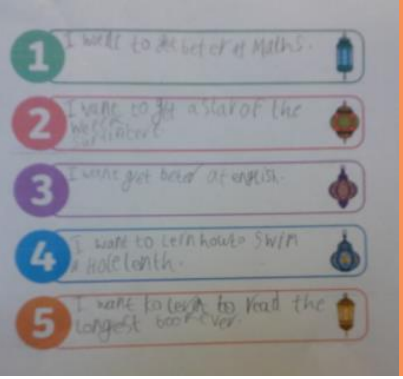 1
I want to get better at Maths.
2
I want to get a star of the
week
3
I want get beter at english.
4
I want to lern how to Swim
a Hole lenth.
5
I want to lern to read the
longest book ever.